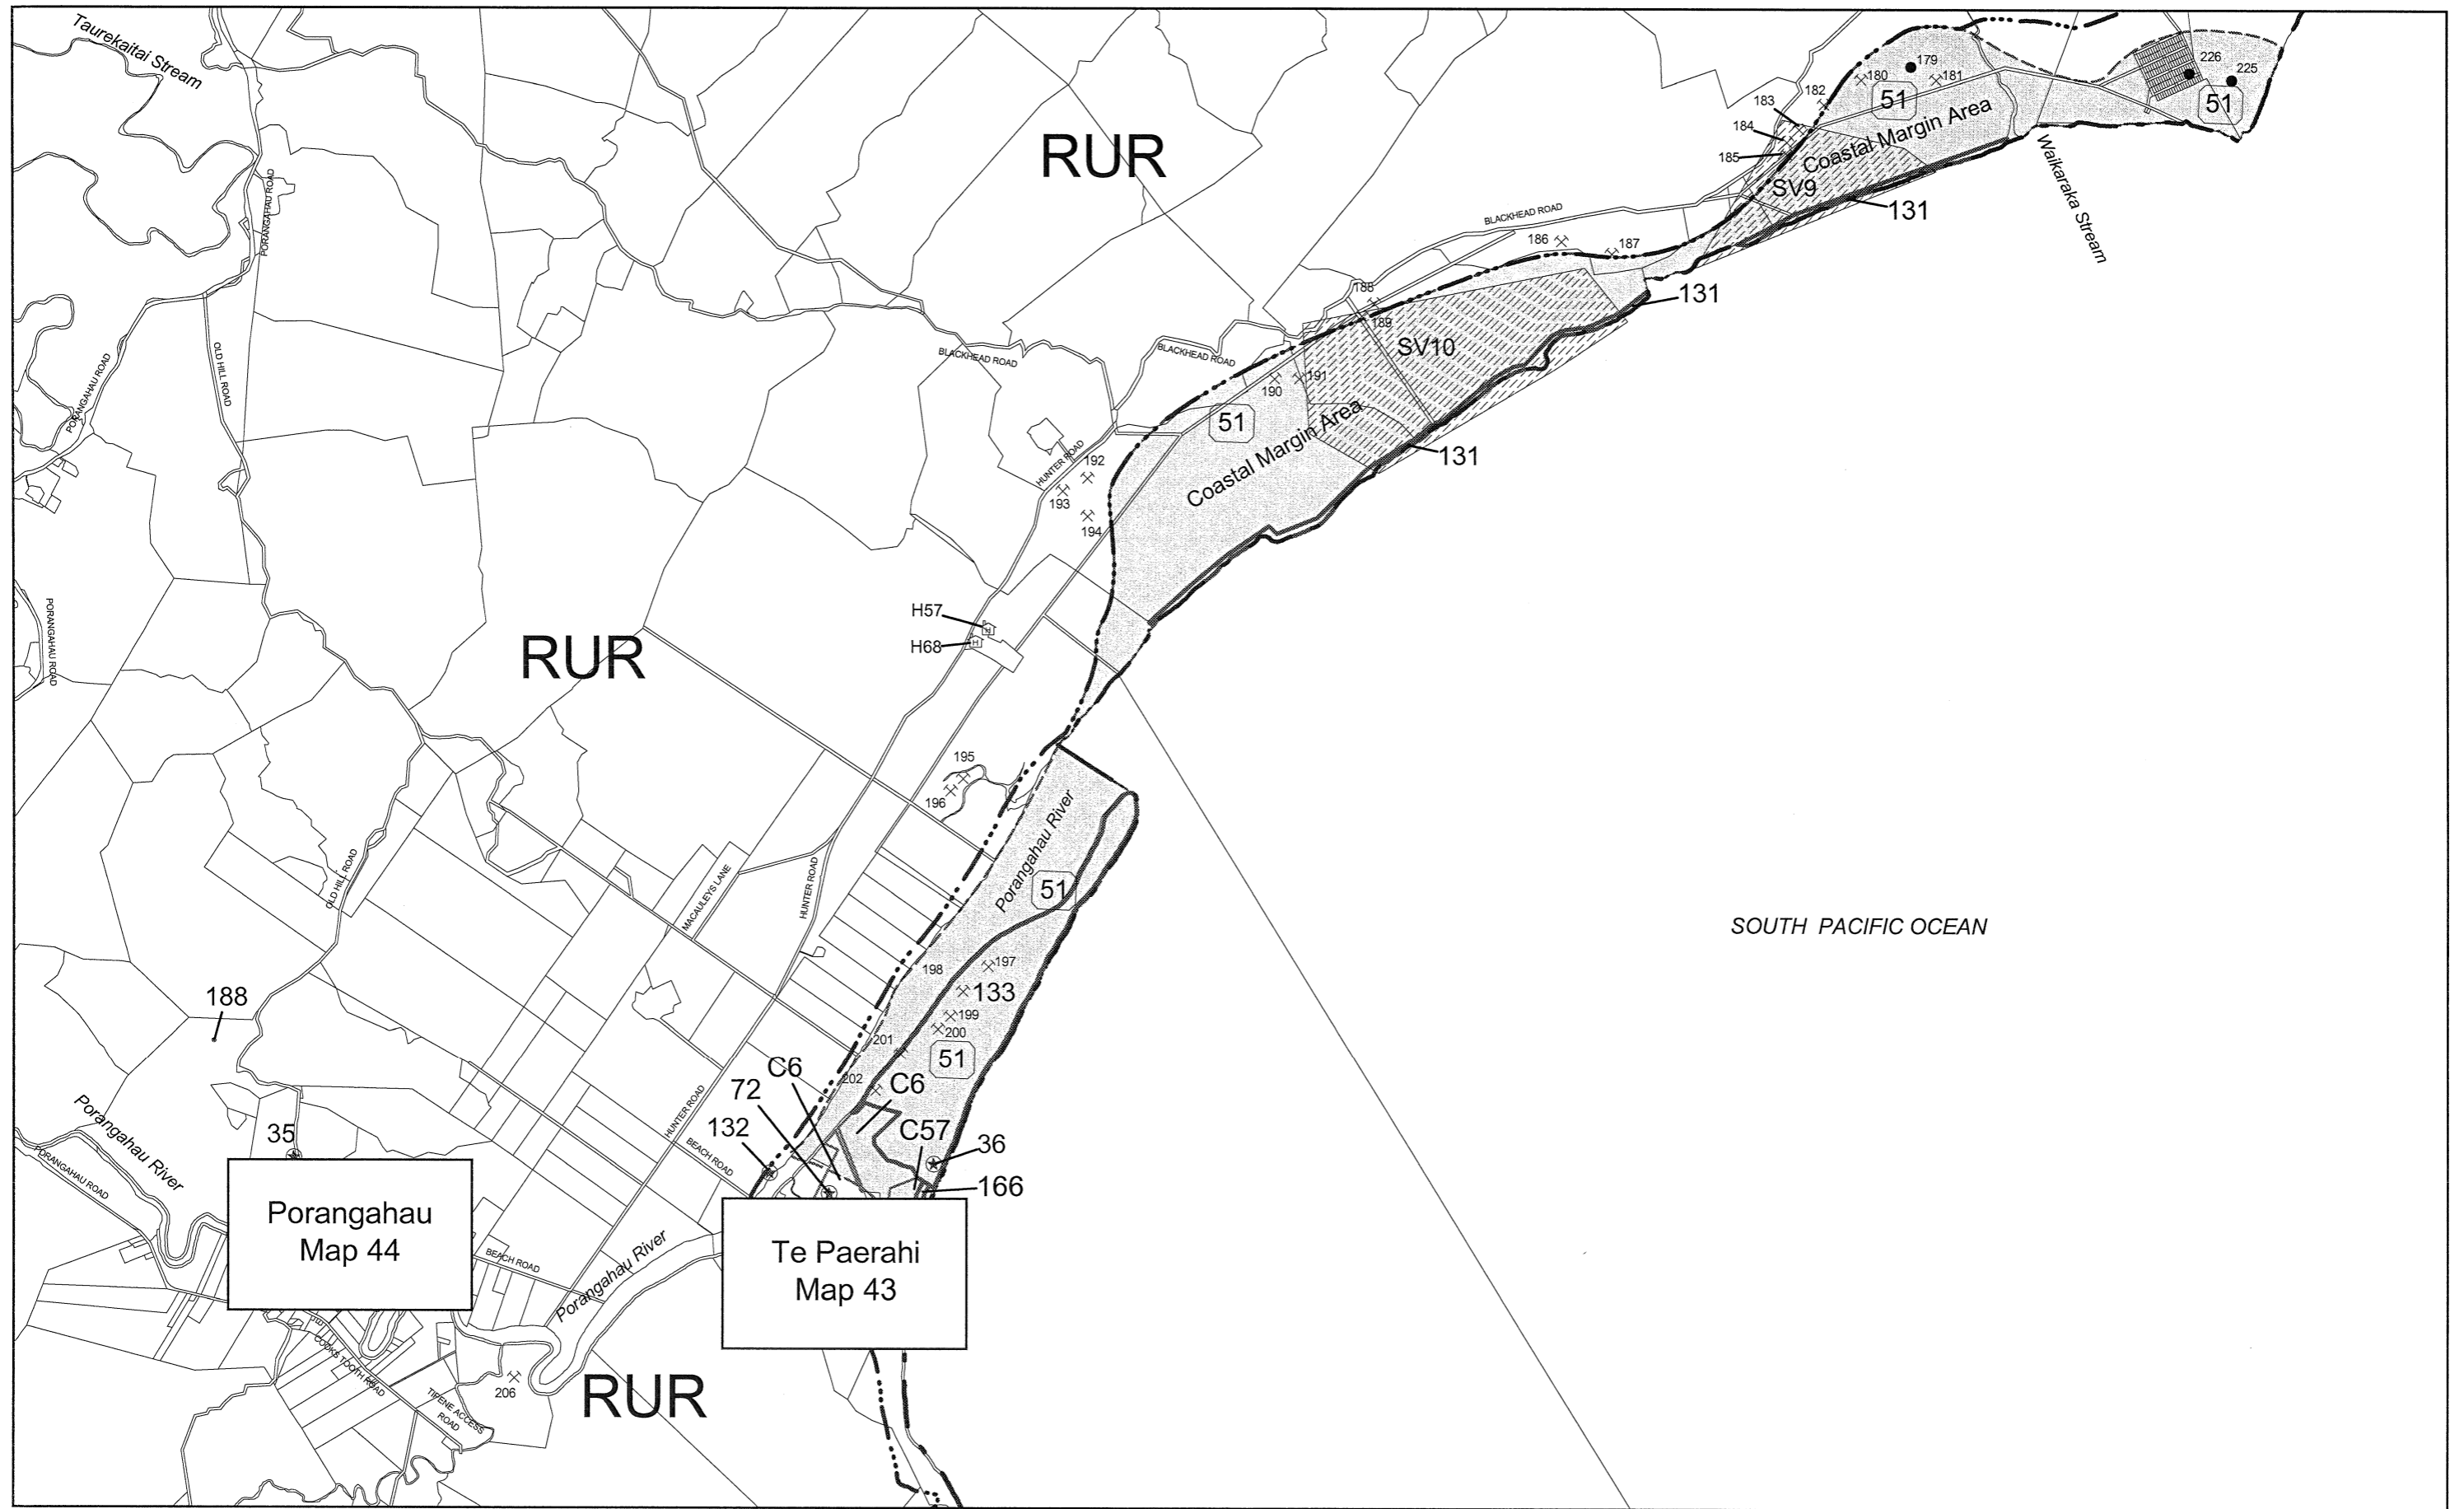 Taurekaitai Stream
179
226
180
181
225
182
51
51
183
184
Coastal Margin Area
RUR
185
Waikaraka Stream
SV9
PORANGAHAU ROAD
131
BLACKHEAD ROAD
186
187
188
131
189
OLD HILL ROAD
PORANGAHAU ROAD
BLACKHEAD ROAD
BLACKHEAD ROAD
SV10
190
191
51
Coastal Margin Area
131
HUNTER ROAD
192
193
194
H57
PORANGAHAU ROAD
H68
RUR
195
196
Porangahau River
OLD HILL ROAD
MACAULEYS LANE
HUNTER ROAD
51
SOUTH PACIFIC OCEAN
198
197
188
133
199
200
201
51
C6
202
72
C6
HUNTER ROAD
Porangahau River
132
C57
35
36
BEACH ROAD
PORANGAHAU ROAD
166
Porangahau
Map 44
Te Paerahi
Map 43
BEACH ROAD
Porangahau River
COOKS TOOTH ROAD
206
RUR
TIPENE ACCESS
ROAD